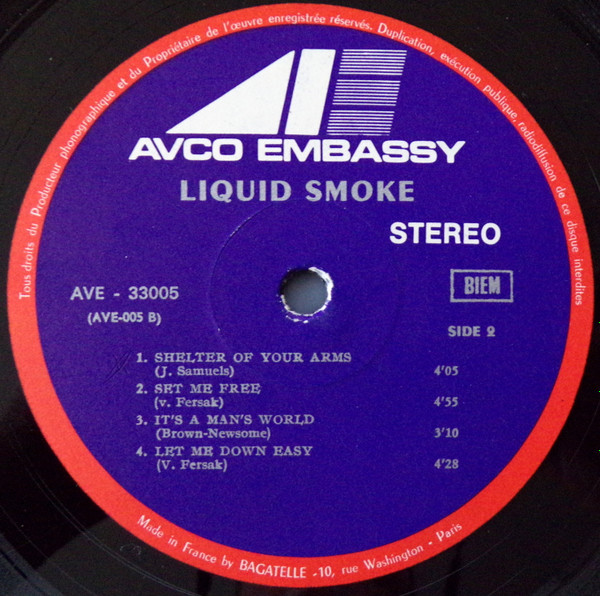 Tous droits du Producteur phonographique et du Propriétaire de l'œuvre enregistrée réservés. Duplication, exécution publique, radiodiffusion de ce disque interdites
AVCO EMBASSY
LIQUID SMOKE
STEREO
AVE - 33005
BIEM
(AVE-005 B)
SIDE 2
1. SHELTER OF YOUR ARMS
(J. Samuels) 4'05
2. SET ME FREE
(v. Fersak) 4'55
3. IT'S A MAN'S WORLD
(Brown-Newsome) 3'10
4. LET ME DOWN EASY
(V. Fersak) 4'28
Made in France by BAGATELLE -10, rue Washington - Paris